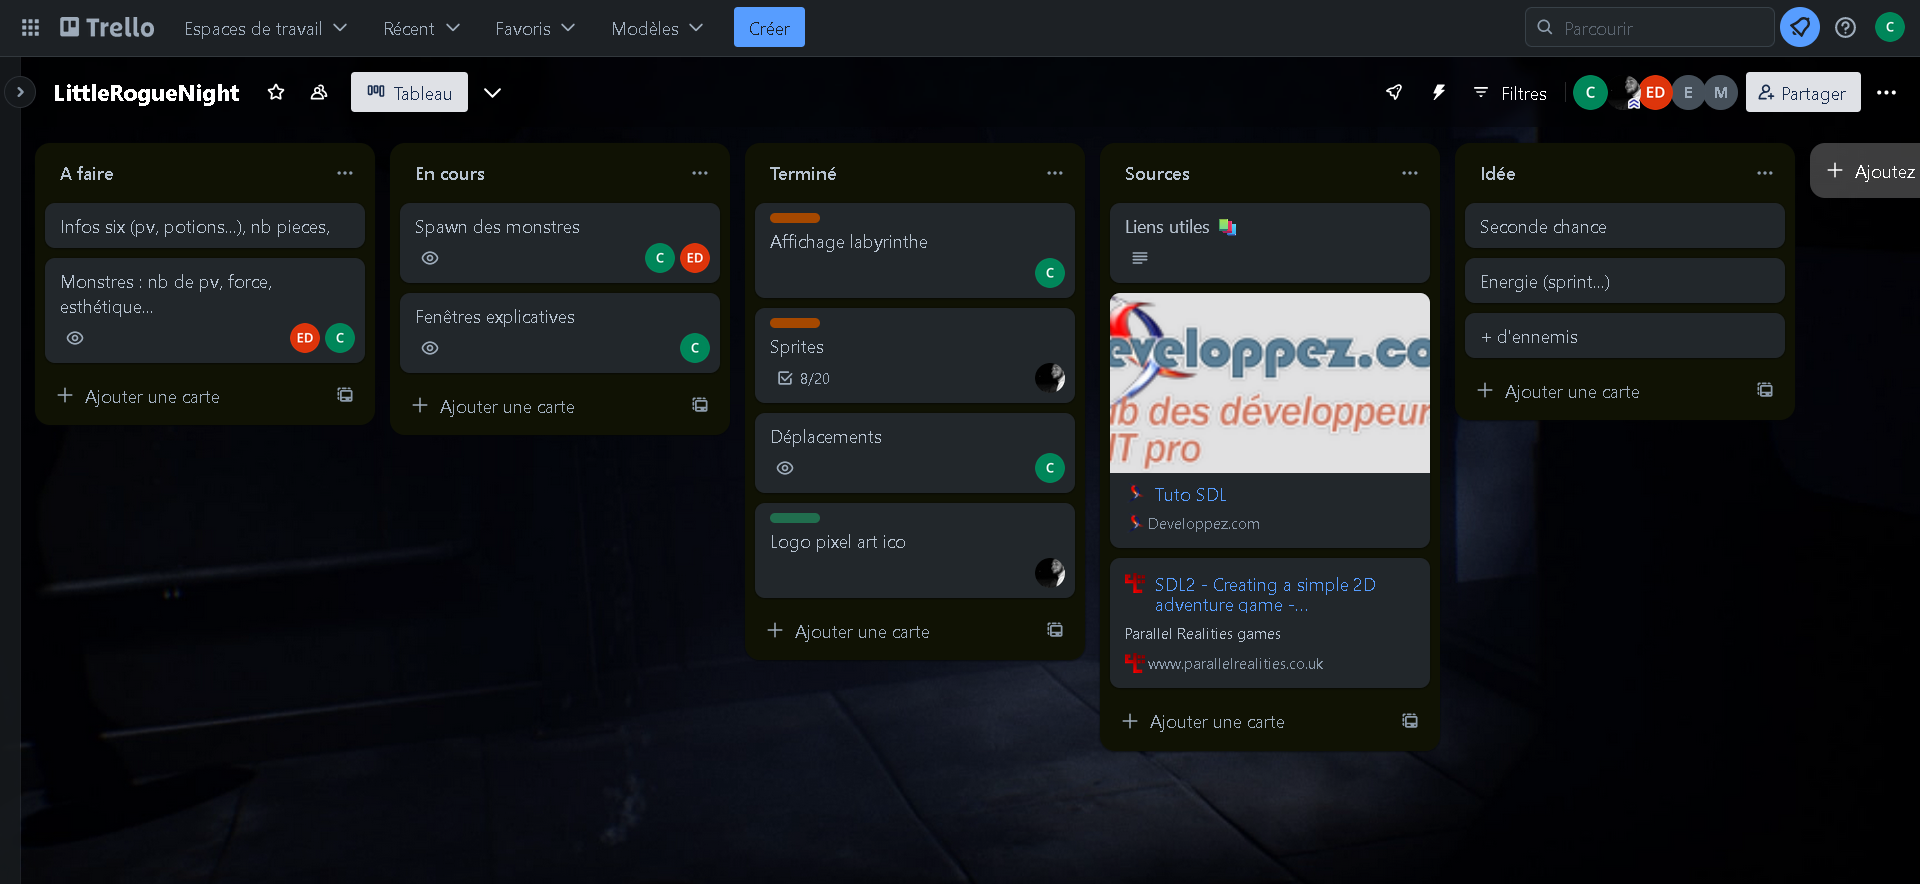 Trello
Espaces de travail
Récent
Favoris
Modèles
Créer
Parcourir
C
LittleRogueNight
Tableau
Filtres
C
ED
E
M
Partager
A faire
Infos six (pv, potions...), nb pieces,
Monstres : nb de pv, force,
esthétique...
ED
C
+ Ajouter une carte
En cours
Spawn des monstres
C
ED
Fenêtres explicatives
C
+ Ajouter une carte
Terminé
Affichage labyrinthe
C
Sprites
8/20
Déplacements
C
Logo pixel art ico
+ Ajouter une carte
Sources
Liens utiles
eveloppez.co
b des développeur
IT pro
Tuto SDL
Developpez.com
SDL2 - Creating a simple 2D
adventure game -...
Parallel Realities games
www.parallelrealities.co.uk
+ Ajouter une carte
Idée
Seconde chance
Energie (sprint...)
+ d'ennemis
+ Ajouter une carte
+ Ajoutez